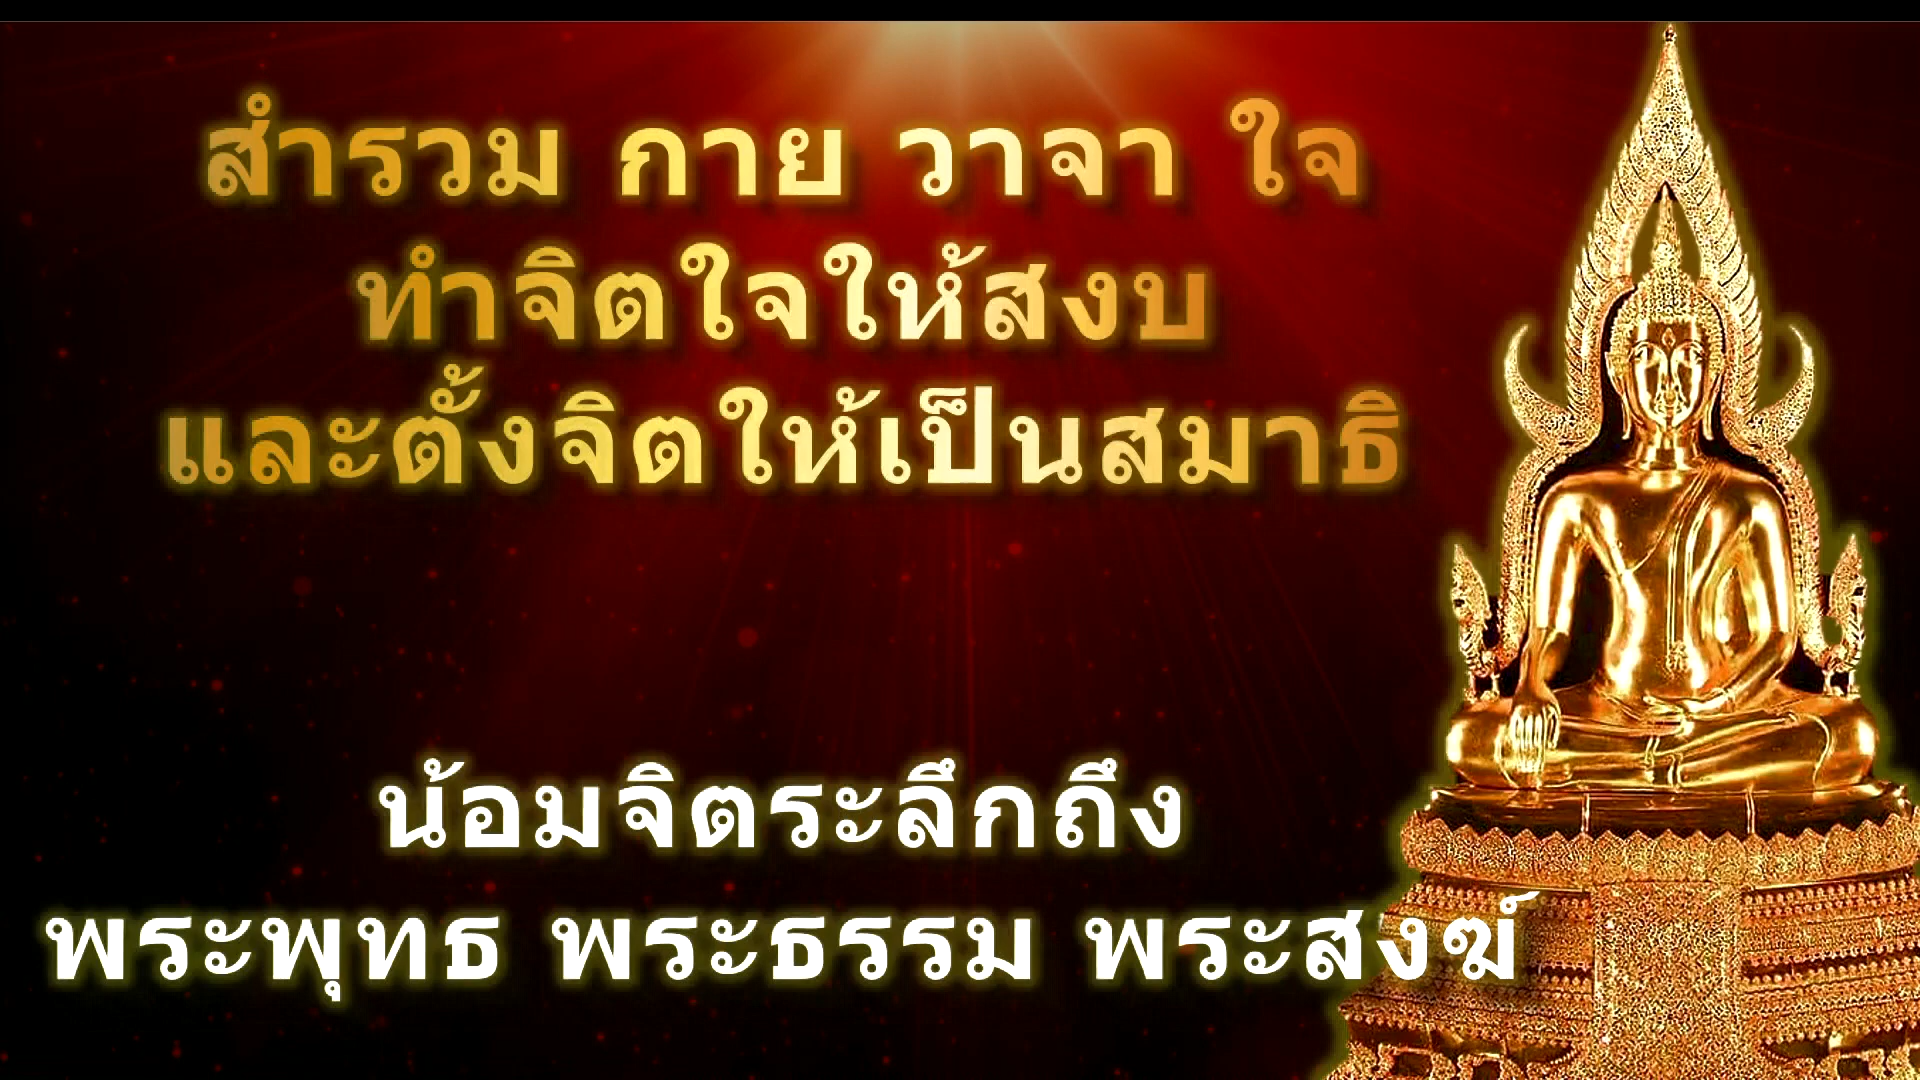 สำรวม กาย วาจา ใจ
ทำจิตใจให้สงบ
และตั้งจิตให้เป็นสมาธิ
น้อมจิตระลึกถึง
พระพุทธ พระธรรม พระสงฆ์